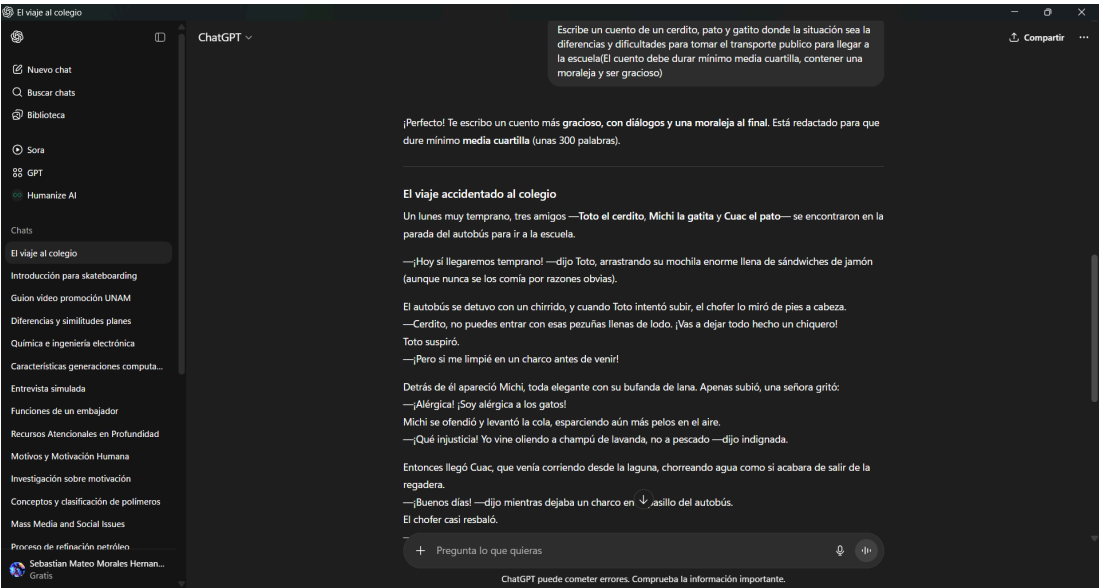 El viaje al colegio
ChatGPT
Compartir
Nuevo chat
Buscar chats
Biblioteca
Sora
GPT
Humanize AI
Chats
El viaje al colegio
Introducción para skateboarding
Guion video promoción UNAM
Diferencias y similitudes planes
Química e ingeniería electrónica
Características generaciones computa...
Entrevista simulada
Funciones de un embajador
Recursos Atencionales en Profundidad
Motivos y Motivación Humana
Investigación sobre motivación
Conceptos y clasificación de polímeros
Mass Media and Social Issues
Proceso de refinación petróleo
Sebastian Mateo Morales Hernan...
Gratis
Escribe un cuento de un cerdito, pato y gatito donde la situación sea la
diferencias y dificultades para tomar el transporte publico para llegar a
la escuela(El cuento debe durar mínimo media cuartilla, contener una
moraleja y ser gracioso)
¡Perfecto! Te escribo un cuento más gracioso, con diálogos y una moraleja al final. Está redactado para que
dure mínimo media cuartilla (unas 300 palabras).
El viaje accidentado al colegio
Un lunes muy temprano, tres amigos —Toto el cerdito, Michi la gatita y Cuac el pato— se encontraron en la
parada del autobús para ir a la escuela.
—¡Hoy sí llegaremos temprano! —dijo Toto, arrastrando su mochila enorme llena de sándwiches de jamón
(aunque nunca se los comía por razones obvias).
El autobús se detuvo con un chirrido, y cuando Toto intentó subir, el chofer lo miró de pies a cabeza.
—Cerdito, no puedes entrar con esas pezuñas llenas de lodo. ¡Vas a dejar todo hecho un chiquero!
Toto suspiró.
—¡Pero si me limpié en un charco antes de venir!
Detrás de él apareció Michi, toda elegante con su bufanda de lana. Apenas subió, una señora gritó:
—¡Alérgica! ¡Soy alérgica a los gatos!
Michi se ofendió y levantó la cola, esparciendo aún más pelos en el aire.
—¡Qué injusticia! Yo vine oliendo a champú de lavanda, no a pescado —dijo indignada.
Entonces llegó Cuac, que venía corriendo desde la laguna, chorreando agua como si acabara de salir de la
regadera.
—¡Buenos días! —dijo mientras dejaba un charco en asillo del autobús.
El chofer casi resbaló.
Pregunta lo que quieras
ChatGPT puede cometer errores. Comprueba la información importante.